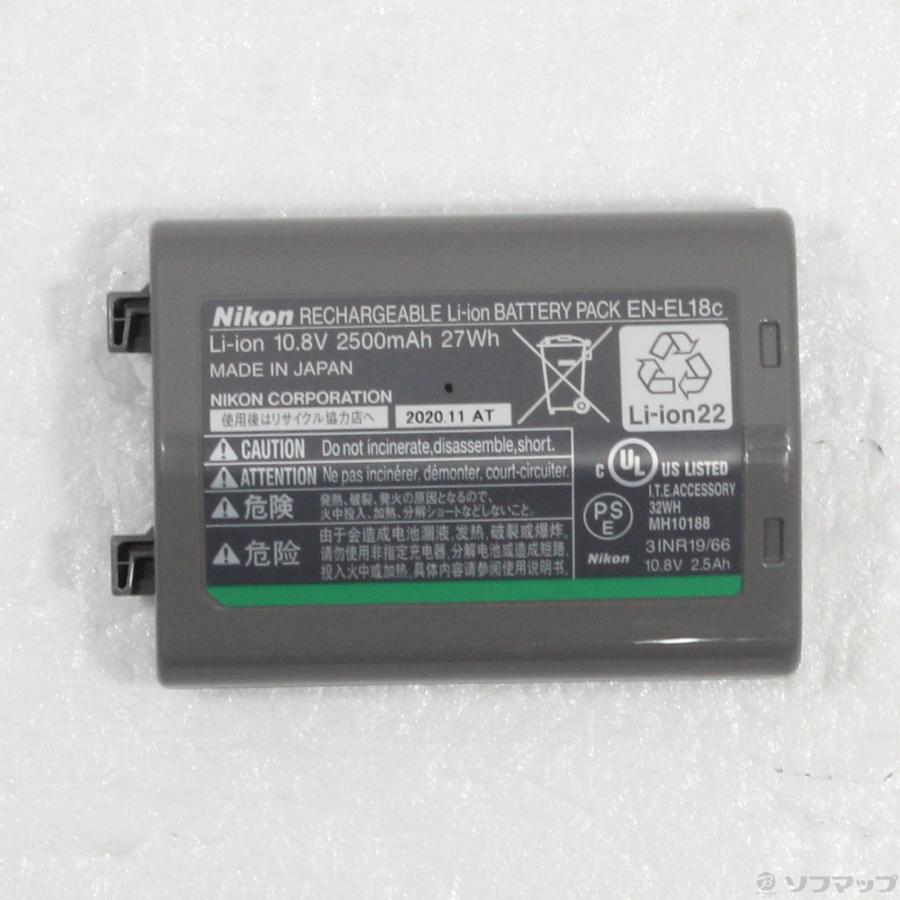 Nikon RECHARGEABLE Li-ion BATTERY PACK EN-EL18c
Li-ion 10.8V 2500mAh 27Wh
MADE IN JAPAN
NIKON CORPORATION
使用後はリサイクル協力店へ
2020.11 AT
Li-ion22
CAUTION Do not incinerate,disassemble,short.
ATTENTION Ne pas incinérer, démonter, court-circuiter.
危険 発熱、破裂、発火の原因となるので、
火中投入、加熱、分解ショートなどしないこと。
危险 由于会造成电池漏液，发热，破裂或爆炸。
请勿使用非指定充电器，分解电池或造成短路，
投入火中或加热。具体内容请参阅使用说明书。
C UL US LISTED
I.T.E. ACCESSORY
32WH
MH10188
PS
E
Nikon
3INR19/66
10.8V 2.5Ah
ソフマップ